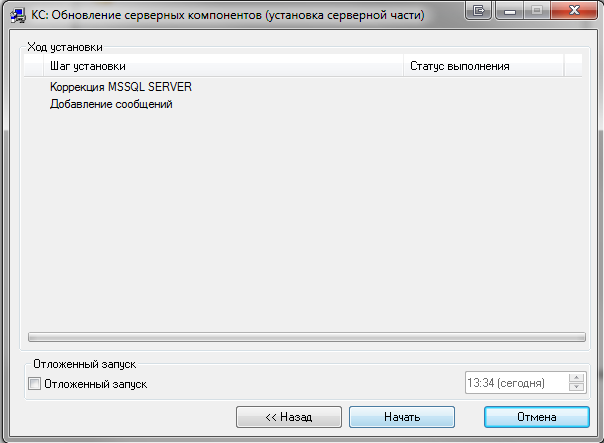 КС: Обновление серверных компонентов (установка серверной части)
Ход установки
Шаг установки Статус выполнения
Коррекция MSSQL SERVER
Добавление сообщений
Отложенный запуск
Отложенный запуск 13:34 (сегодня)
<< Назад Начать Отмена